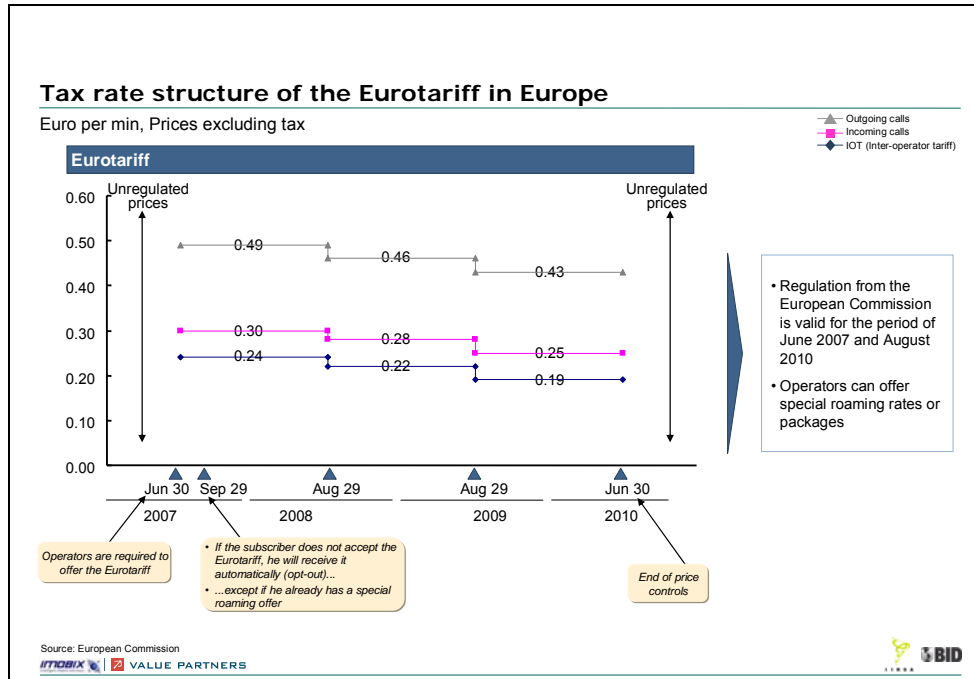 Tax rate structure of the Eurotariff in Europe
Euro per min, Prices excluding tax
Outgoing calls
Incoming calls
IOT (Inter-operator tariff)
Eurotariff
Unregulated
prices
Unregulated
prices
0.60
0.50
0.40
0.30
0.20
0.10
0.00
0.49
0.46
0.43
0.30
0.28
0.25
0.24
0.22
0.19
Jun 30
Sep 29
Aug 29
Aug 29
Jun 30
2007
2008
2009
2010
Operators are required to
offer the Eurotariff
• If the subscriber does not accept the
Eurotariff, he will receive it
automatically (opt-out)...
• ...except if he already has a special
roaming offer
End of price
controls
• Regulation from the
European Commission
is valid for the period of
June 2007 and August
2010
• Operators can offer
special roaming rates or
packages
Source: European Commission
imobix
VALUE PARTNERS
BID